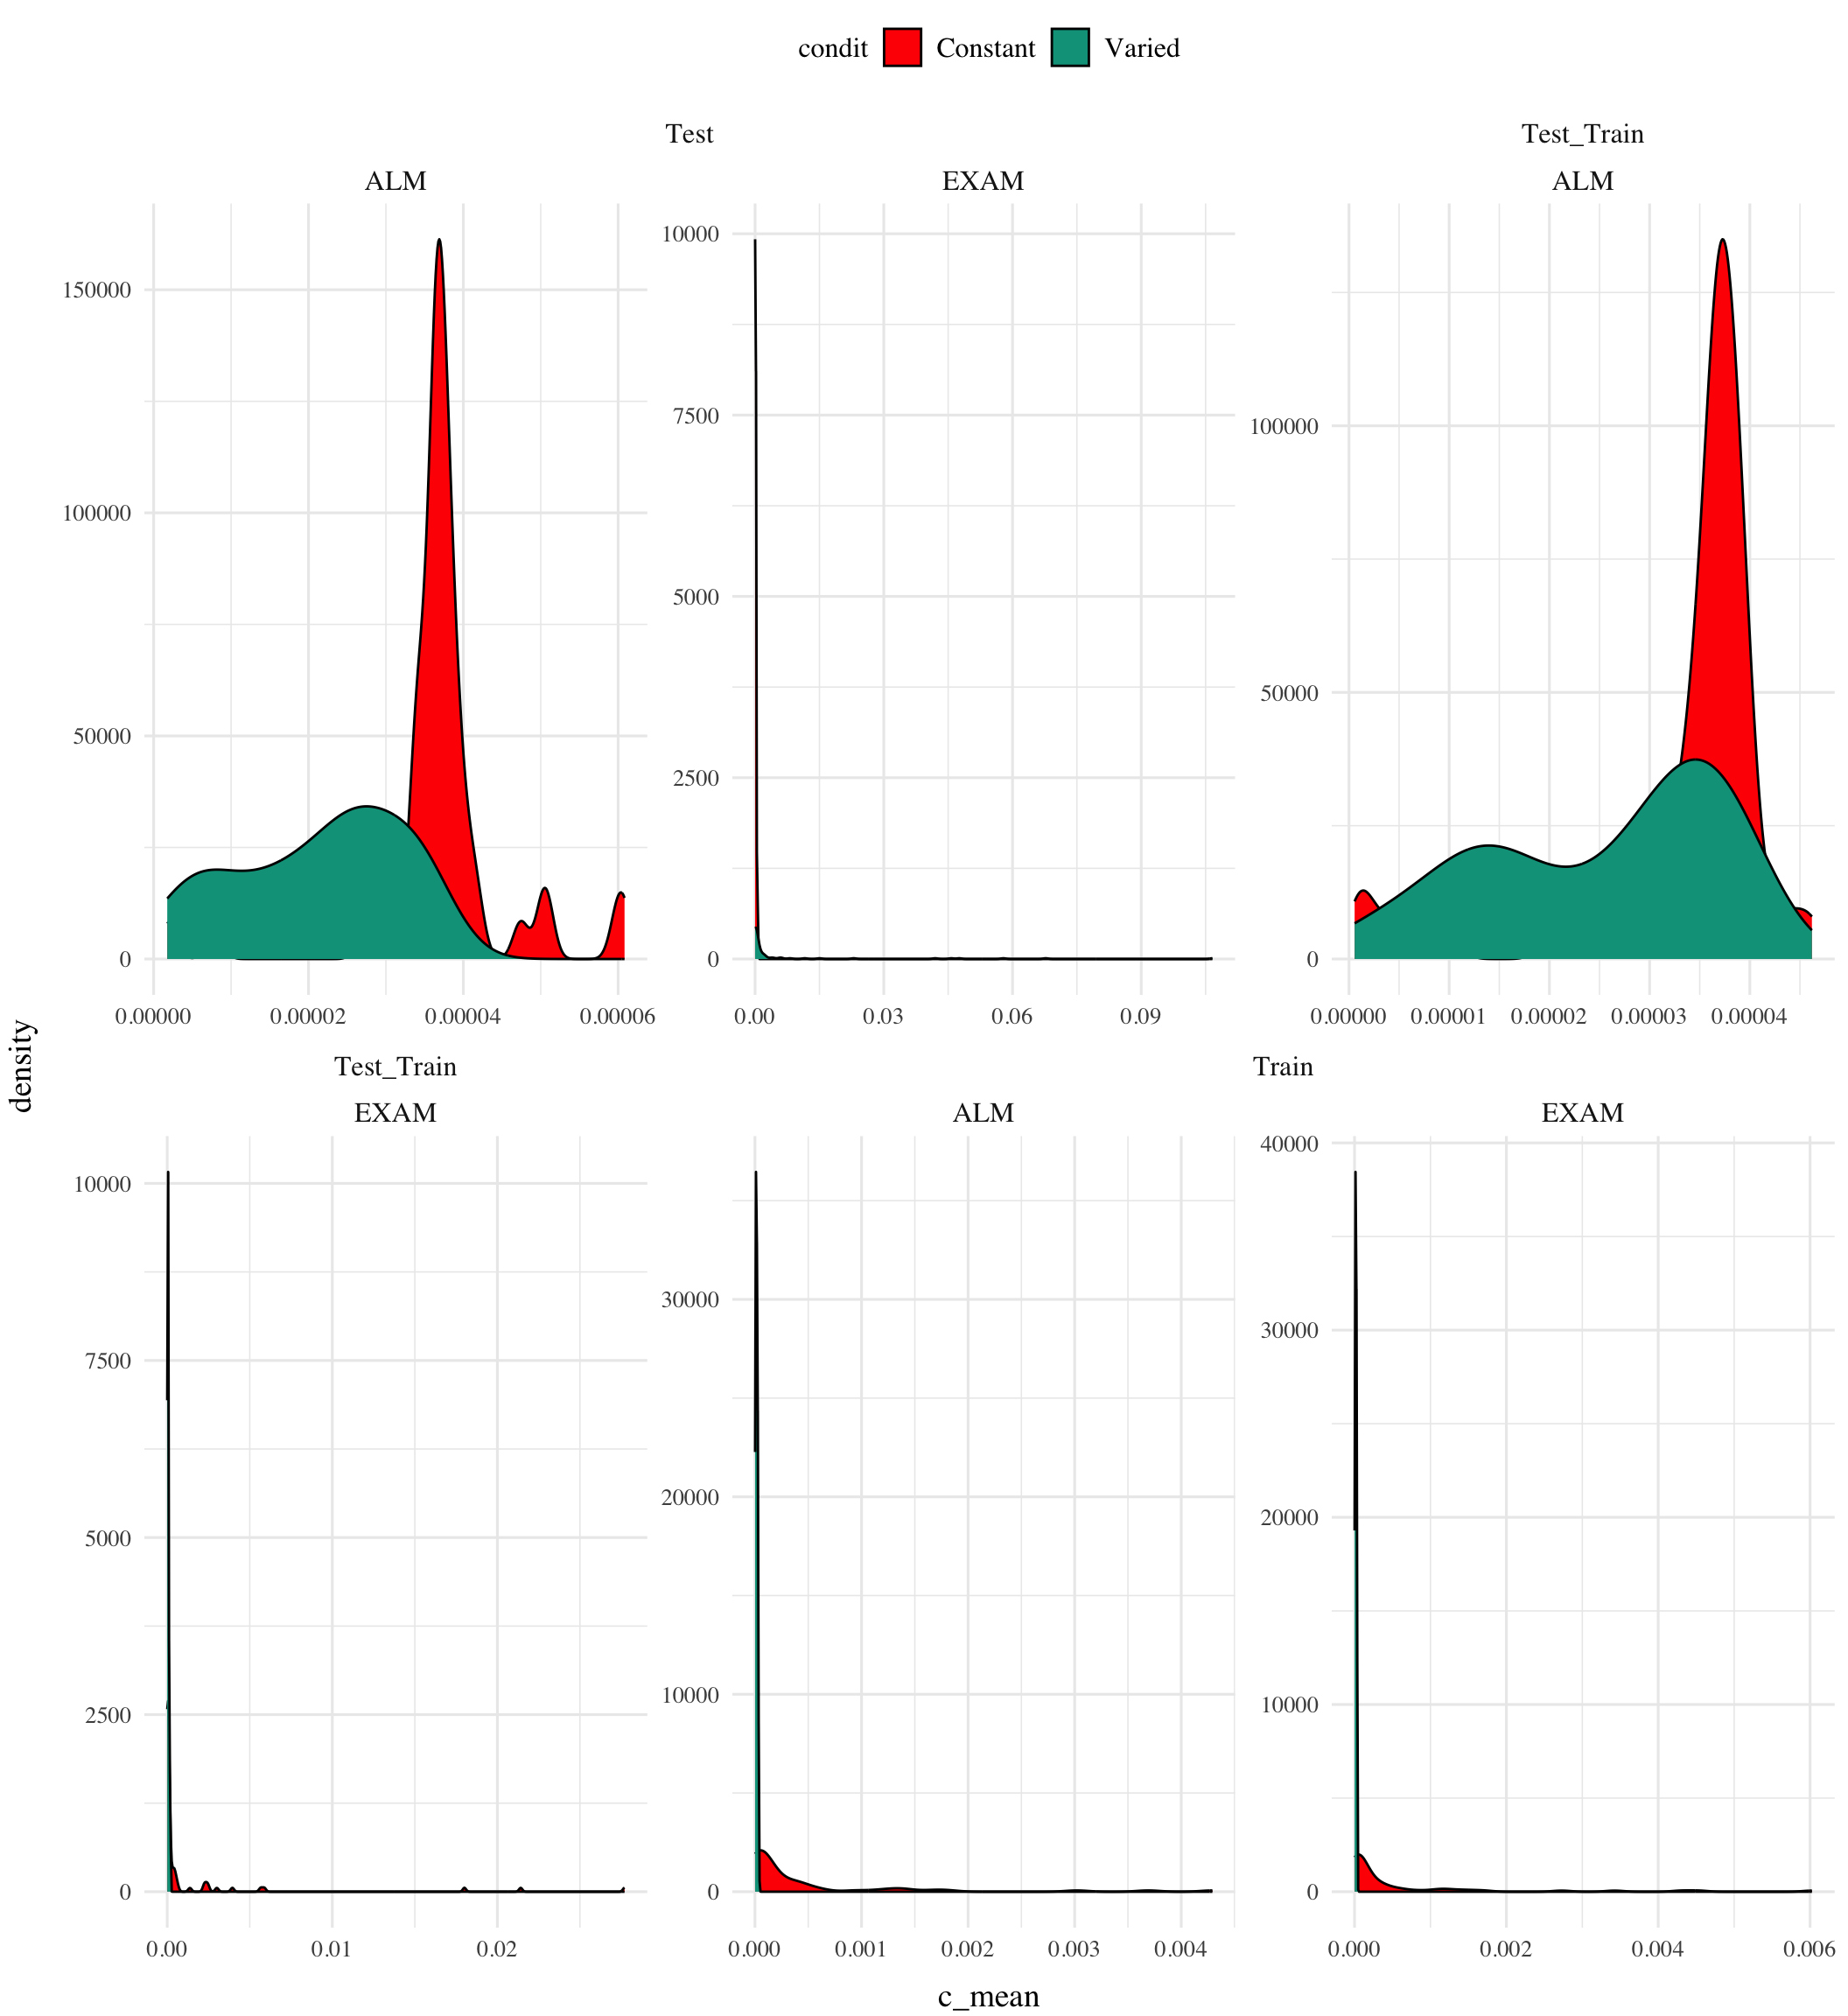 condit Constant Varied
Test Test_Train
ALM EXAM ALM
150000
100000
50000
0
0.00000 0.00002 0.00004 0.00006
10000
7500
5000
2500
0
0.00 0.03 0.06 0.09
100000
50000
0
0.00000 0.00001 0.00002 0.00003 0.00004
density
Test_Train Train
EXAM ALM EXAM
10000
7500
5000
2500
0
0.00 0.01 0.02
30000
20000
10000
0
0.000 0.001 0.002 0.003 0.004
40000
30000
20000
10000
0
0.000 0.002 0.004 0.006
c_mean